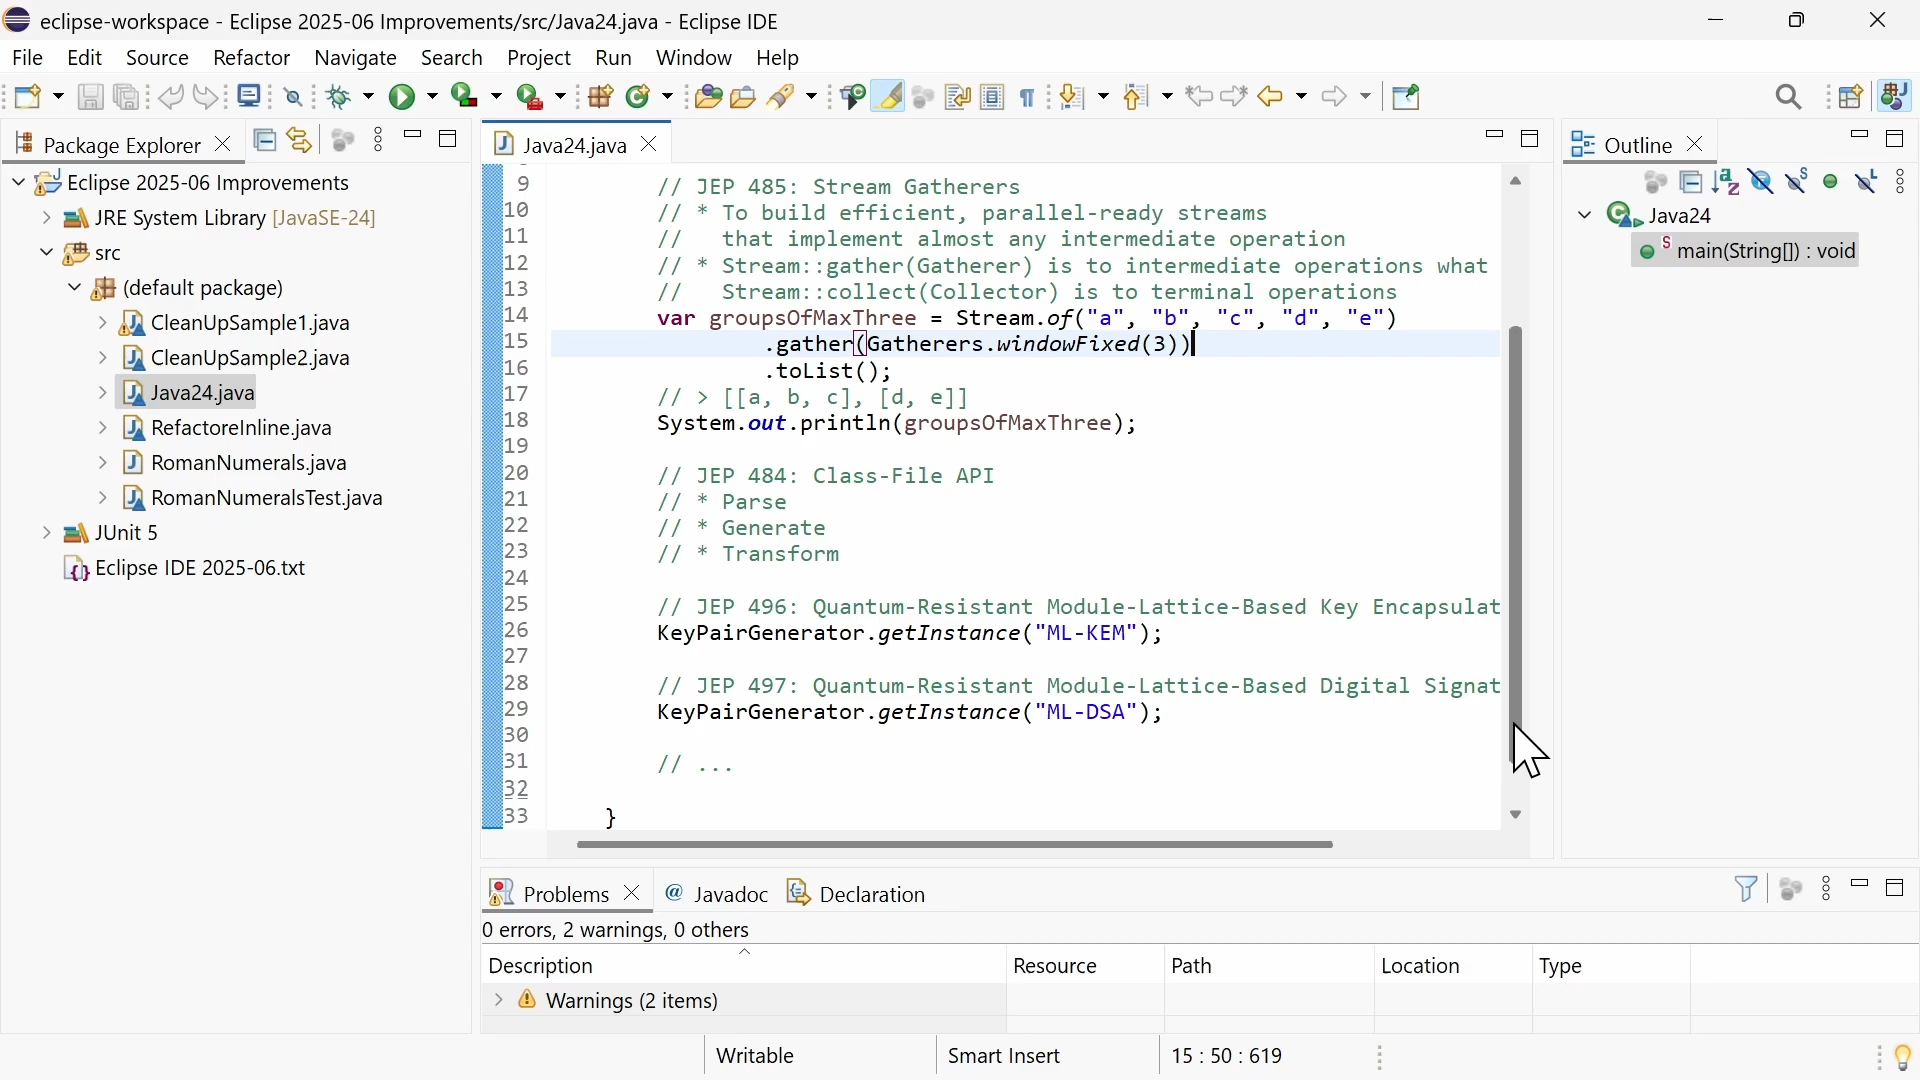 eclipse-workspace - Eclipse 2025-06 Improvements/src/Java24.java - Eclipse IDE
File Edit Source Refactor Navigate Search Project Run Window Help
Package Explorer
Eclipse 2025-06 Improvements
JRE System Library [JavaSE-24]
src
(default package)
CleanUpSample1.java
CleanUpSample2.java
Java24.java
RefactoreInline.java
RomanNumerals.java
RomanNumeralsTest.java
JUnit 5
Eclipse IDE 2025-06.txt
Java24.java
9 // JEP 485: Stream Gatherers
10 // * To build efficient, parallel-ready streams
11 //   that implement almost any intermediate operation
12 // * Stream::gather(Gatherer) is to intermediate operations what
13 //   Stream::collect(Collector) is to terminal operations
14 var groupsOfMaxThree = Stream.of("a", "b", "c", "d", "e")
15 .gather(Gatherers.windowFixed(3))
16 .toList();
17 // > [[a, b, c], [d, e]]
18 System.out.println(groupsOfMaxThree);
19
20 // JEP 484: Class-File API
21 // * Parse
22 // * Generate
23 // * Transform
24
25 // JEP 496: Quantum-Resistant Module-Lattice-Based Key Encapsulat
26 KeyPairGenerator.getInstance("ML-KEM");
27
28 // JEP 497: Quantum-Resistant Module-Lattice-Based Digital Signat
29 KeyPairGenerator.getInstance("ML-DSA");
30
31 // ...
32
33 }
Outline
Java24
main(String[]) : void
Problems @ Javadoc Declaration
0 errors, 2 warnings, 0 others
Description Resource Path Location Type
Warnings (2 items)
Writable Smart Insert 15 : 50 : 619